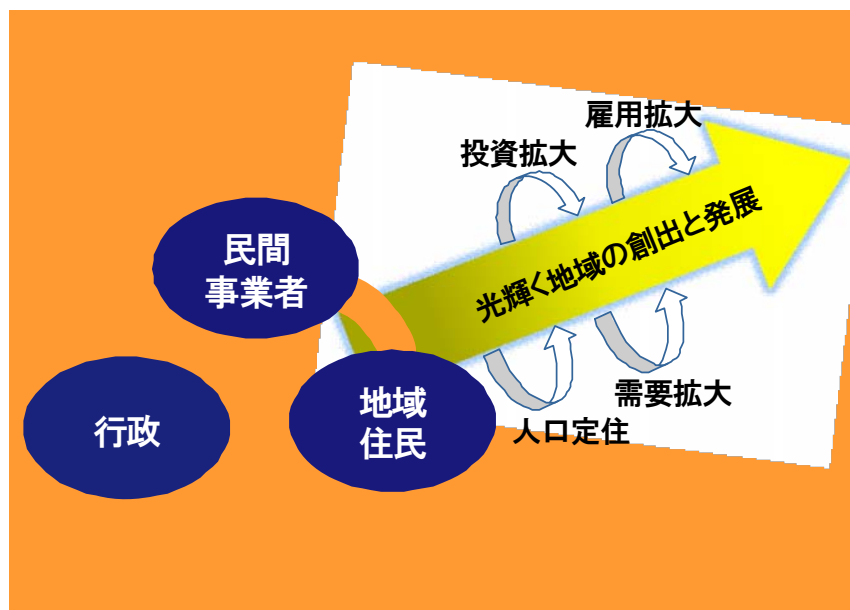 雇用拡大
投資拡大
光輝く地域の創出と発展
民間
事業者
地域
住民
行政
需要拡大
人口定住